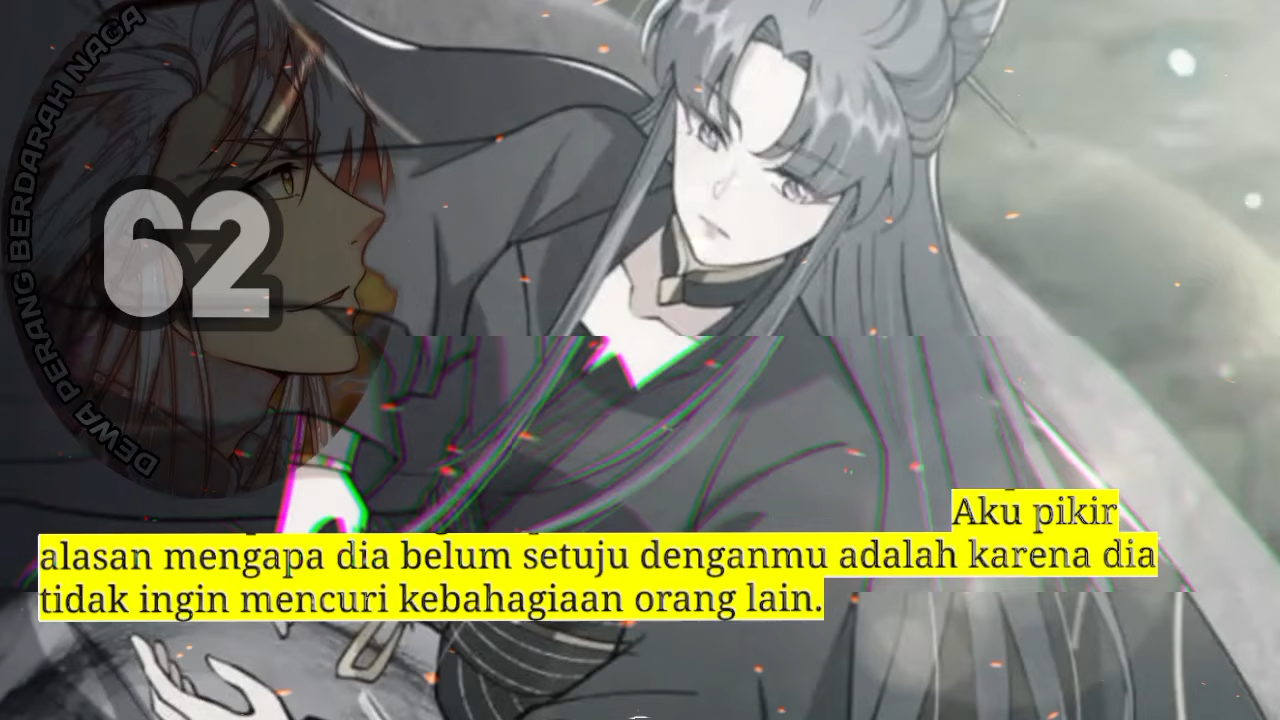 DEWA PERANG BERDARAH NAGA
62
Aku pikir
alasan mengapa dia belum setuju denganmu adalah karena dia
tidak ingin mencuri kebahagiaan orang lain.